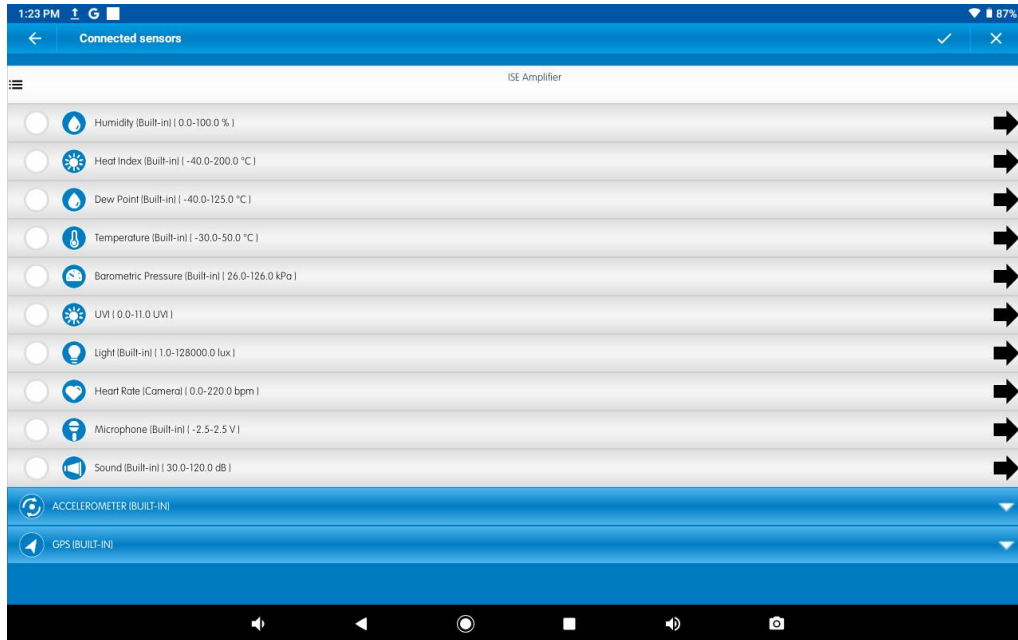 1:23 PM G 87%
Connected sensors
ISE Amplifier
Humidity (Built-in) ( 0.0-100.0 % )
Heat Index (Built-in) ( -40.0-200.0 °C )
Dew Point (Built-in) ( -40.0-125.0 °C )
Temperature (Built-in) ( -30.0-50.0 °C )
Barometric Pressure (Built-in) ( 26.0-126.0 kPa )
UVI ( 0.0-11.0 UVI )
Light (Built-in) ( 1.0-128000.0 lux )
Heart Rate (Camera) ( 0.0-220.0 bpm )
Microphone (Built-in) ( -2.5-2.5 V )
Sound (Built-in) ( 30.0-120.0 dB )
ACCELEROMETER (BUILT-IN)
GPS (BUILT-IN)